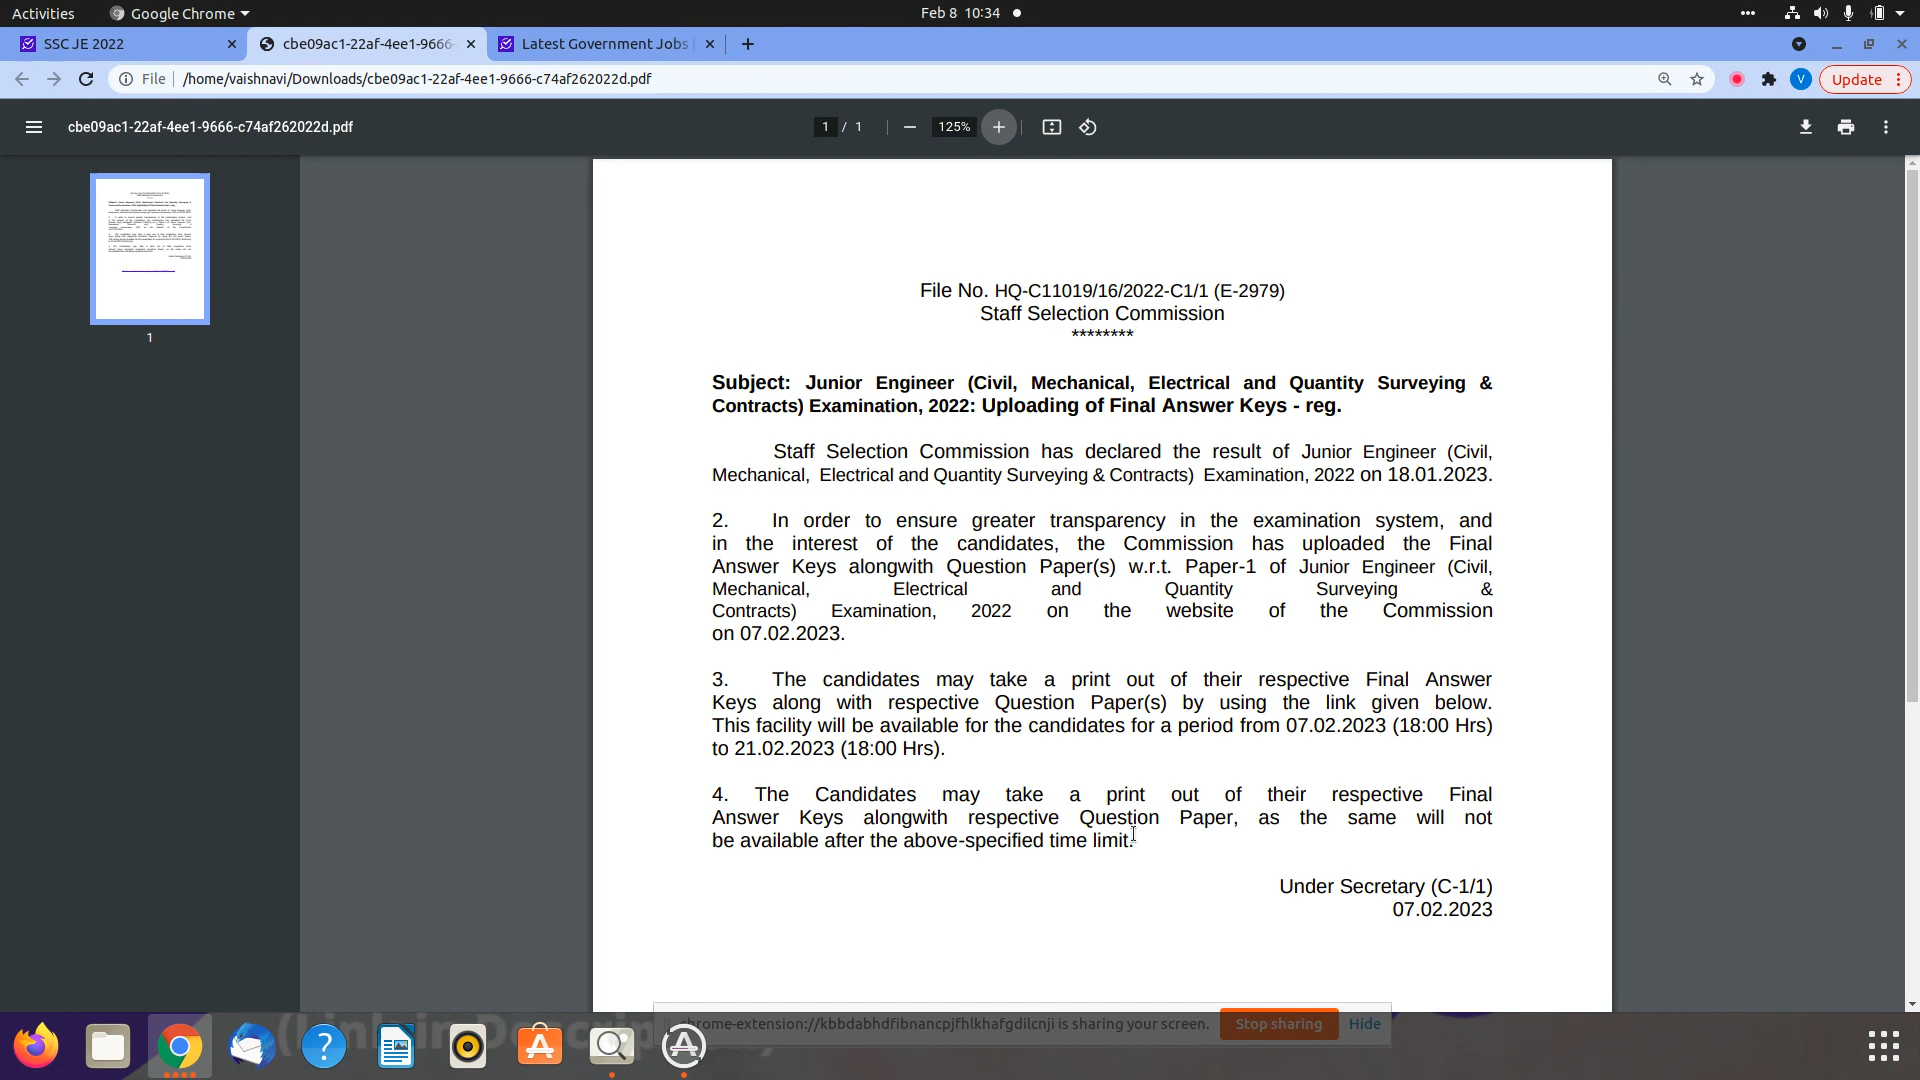 Activities
Google Chrome
Feb 8 10:34
SSC JE 2022
cbe09ac1-22af-4ee1-9666-
Latest Government Jobs
File
/home/vaishnavi/Downloads/cbe09ac1-22af-4ee1-9666-c74af262022d.pdf
V
Update
cbe09ac1-22af-4ee1-9666-c74af262022d.pdf
1 / 1
125%
1
File No. HQ-C11019/16/2022-C1/1 (E-2979)
Staff Selection Commission
********
Subject: Junior Engineer (Civil, Mechanical, Electrical and Quantity Surveying &
Contracts) Examination, 2022: Uploading of Final Answer Keys - reg.
Staff Selection Commission has declared the result of Junior Engineer (Civil,
Mechanical, Electrical and Quantity Surveying & Contracts) Examination, 2022 on 18.01.2023.
2. In order to ensure greater transparency in the examination system, and
in the interest of the candidates, the Commission has uploaded the Final
Answer Keys alongwith Question Paper(s) w.r.t. Paper-1 of Junior Engineer (Civil,
Mechanical, Electrical and Quantity Surveying &
Contracts) Examination, 2022 on the website of the Commission
on 07.02.2023.
3. The candidates may take a print out of their respective Final Answer
Keys along with respective Question Paper(s) by using the link given below.
This facility will be available for the candidates for a period from 07.02.2023 (18:00 Hrs)
to 21.02.2023 (18:00 Hrs).
4. The Candidates may take a print out of their respective Final
Answer Keys alongwith respective Question Paper, as the same will not
be available after the above-specified time limit.
Under Secretary (C-1/1)
07.02.2023
chrome-extension://kbbdabhdfibnancpjfhlkhafgdilcnji is sharing your screen.
Stop sharing
Hide